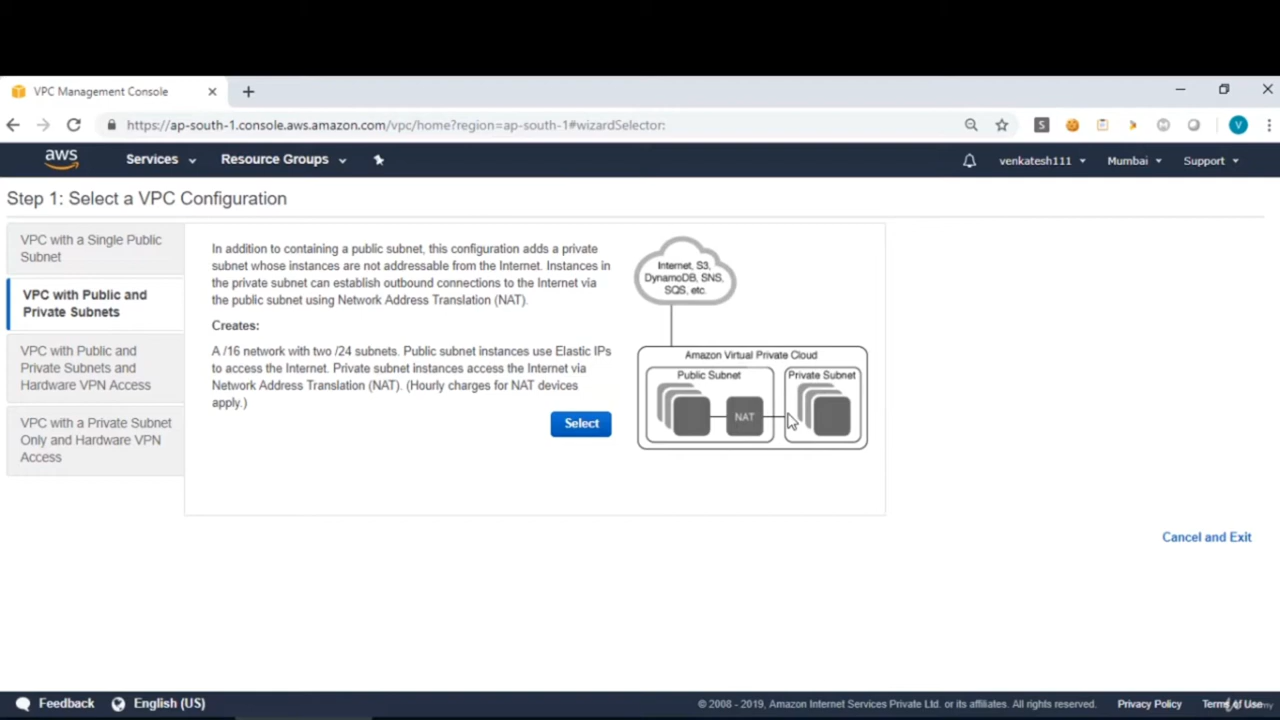 VPC Management Console
https://ap-south-1.console.aws.amazon.com/vpc/home?region=ap-south-1#wizardSelector:
aws
Services
Resource Groups
venkatesh111
Mumbai
Support
Step 1: Select a VPC Configuration
VPC with a Single Public
Subnet
VPC with Public and
Private Subnets
VPC with Public and
Private Subnets and
Hardware VPN Access
VPC with a Private Subnet
Only and Hardware VPN
Access
In addition to containing a public subnet, this configuration adds a private
subnet whose instances are not addressable from the Internet. Instances in
the private subnet can establish outbound connections to the Internet via
the public subnet using Network Address Translation (NAT).
Creates:
A /16 network with two /24 subnets. Public subnet instances use Elastic IPs
to access the Internet. Private subnet instances access the Internet via
Network Address Translation (NAT). (Hourly charges for NAT devices
apply.)
Select
Internet, S3,
DynamoDB, SNS,
SQS, etc.
Amazon Virtual Private Cloud
Public Subnet
Private Subnet
NAT
Cancel and Exit
Feedback
English (US)
© 2008 - 2019, Amazon Internet Services Private Ltd. or its affiliates. All rights reserved.
Privacy Policy
S
V